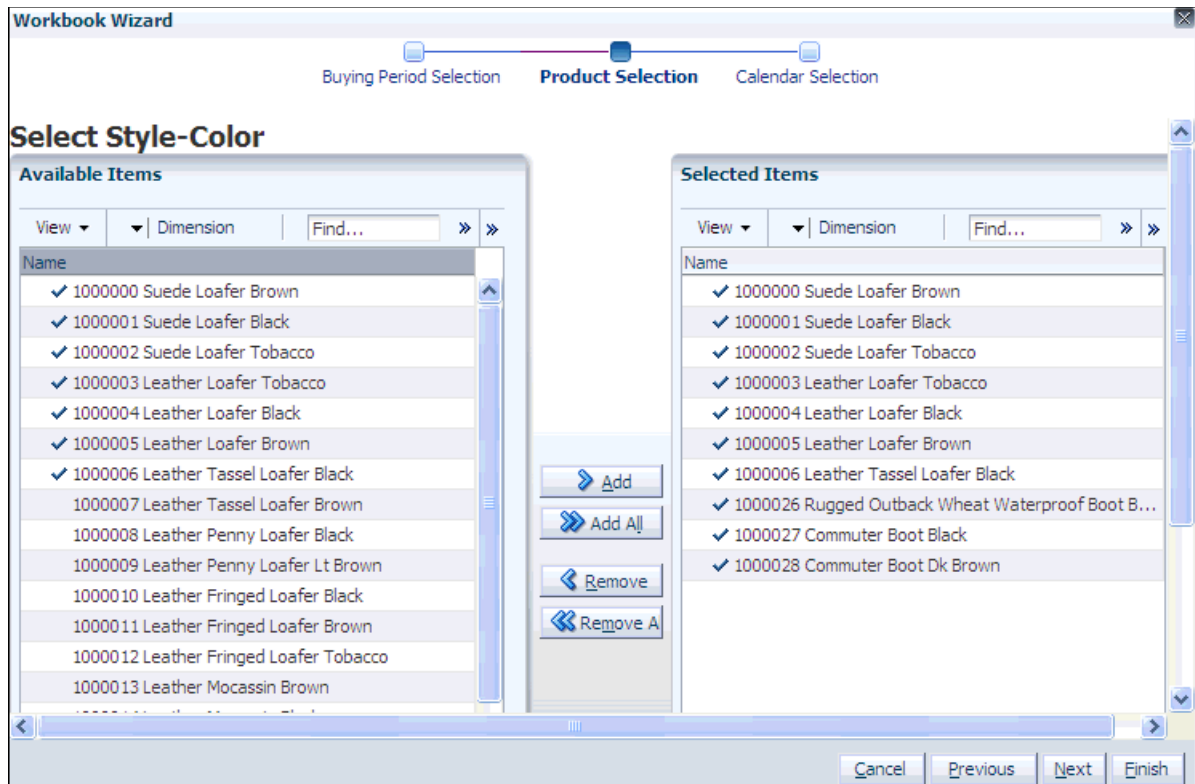 Workbook Wizard
Buying Period Selection
Product Selection
Calendar Selection
Select Style-Color
Available Items
View
Dimension
Find...
Name
1000000 Suede Loafer Brown
1000001 Suede Loafer Black
1000002 Suede Loafer Tobacco
1000003 Leather Loafer Tobacco
1000004 Leather Loafer Black
1000005 Leather Loafer Brown
1000006 Leather Tassel Loafer Black
1000007 Leather Tassel Loafer Brown
1000008 Leather Penny Loafer Black
1000009 Leather Penny Loafer Lt Brown
1000010 Leather Fringed Loafer Black
1000011 Leather Fringed Loafer Brown
1000012 Leather Fringed Loafer Tobacco
1000013 Leather Mocassin Brown
Add
Add All
Remove
Remove A
Selected Items
View
Dimension
Find...
Name
1000000 Suede Loafer Brown
1000001 Suede Loafer Black
1000002 Suede Loafer Tobacco
1000003 Leather Loafer Tobacco
1000004 Leather Loafer Black
1000005 Leather Loafer Brown
1000006 Leather Tassel Loafer Black
1000026 Rugged Outback Wheat Waterproof Boot B...
1000027 Commuter Boot Black
1000028 Commuter Boot Dk Brown
Cancel
Previous
Next
Finish